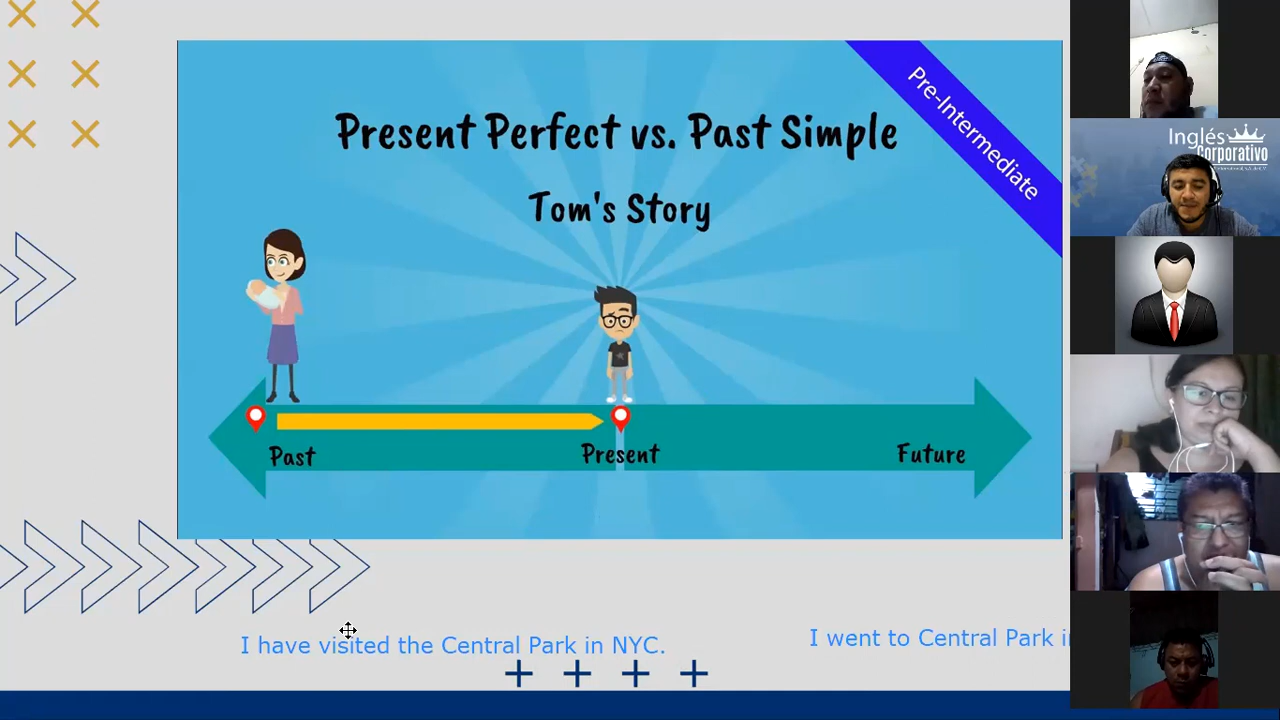 Present Perfect vs. Past Simple
Tom's Story
Pre-Intermediate
Past
Present
Future
I have visited the Central Park in NYC.
I went to Central Park
Inglés
Corporativo